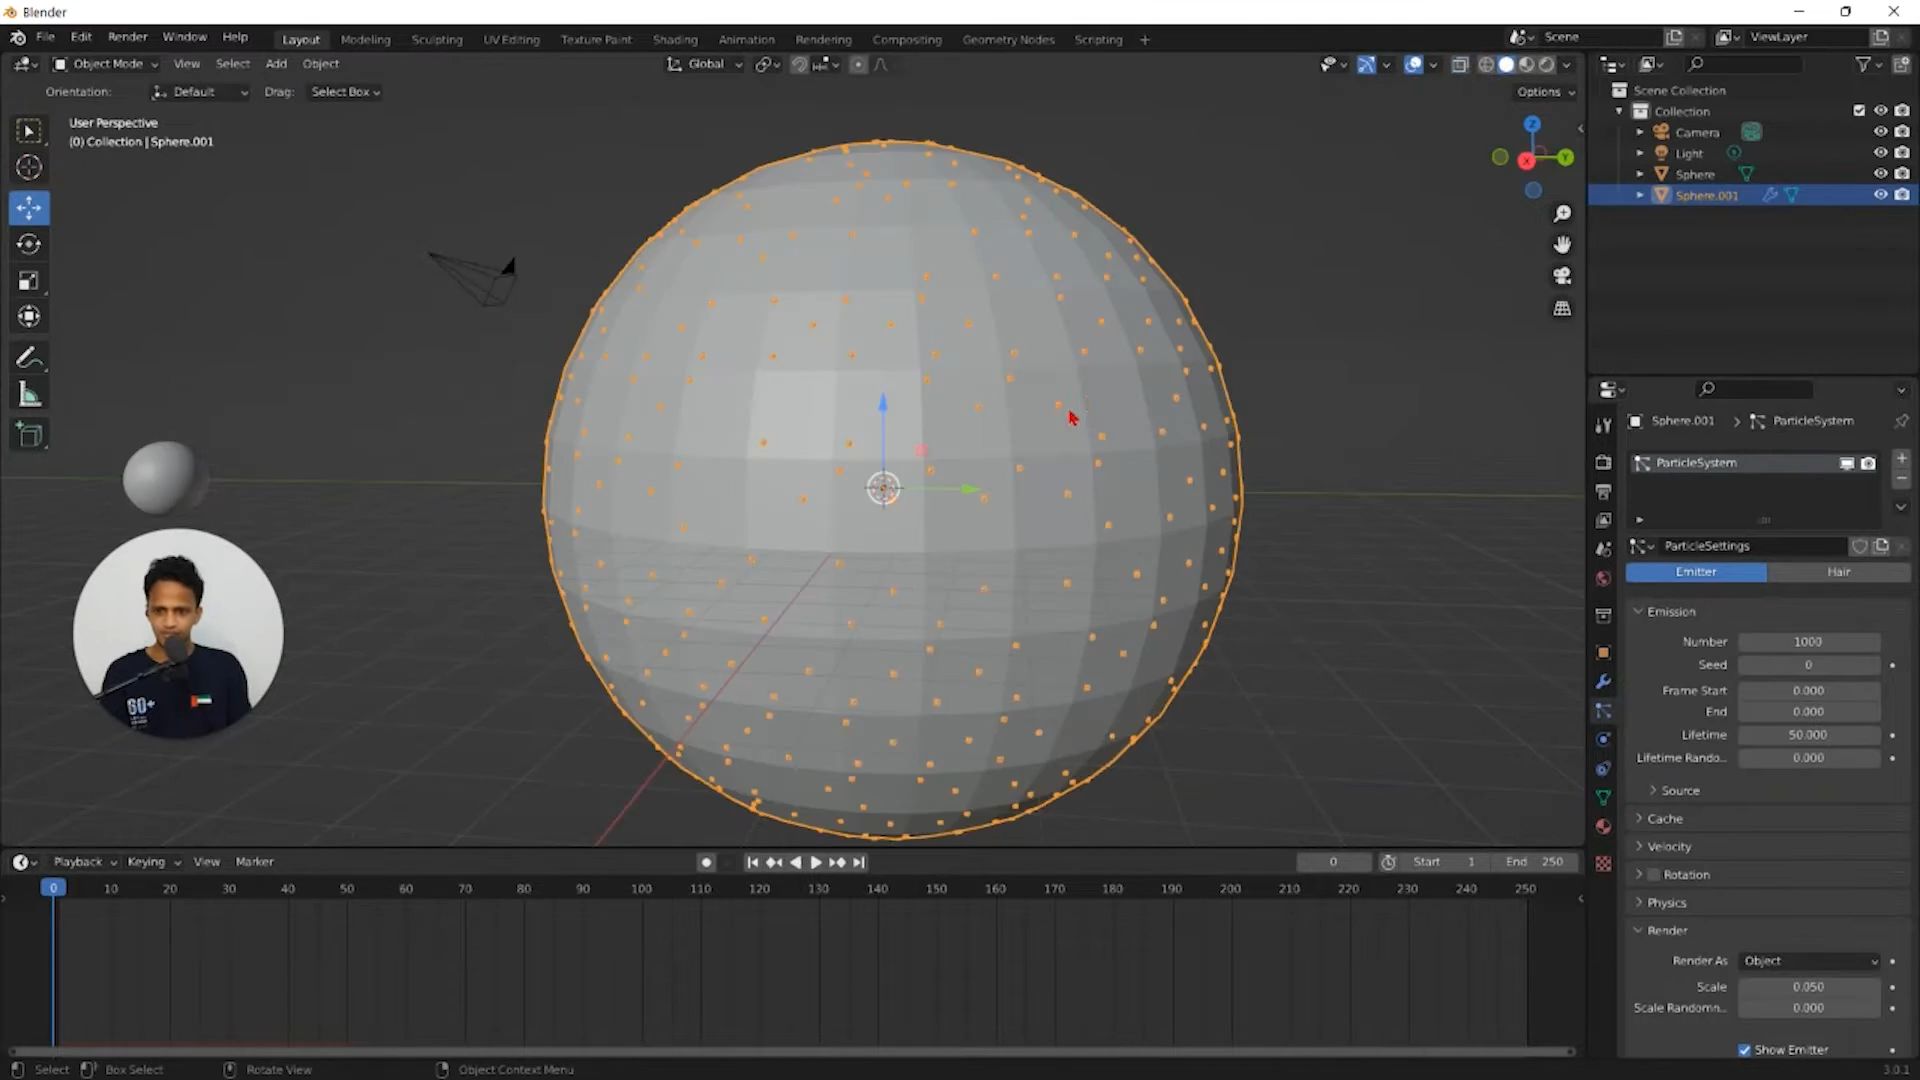 Blender
File Edit Render Window Help Layout Modeling Sculpting UV Editing Texture Paint Shading Animation Rendering Compositing Geometry Nodes Scripting + Scene ViewLayer
Object Mode View Select Add Object Global
Orientation: Default Drag: Select Box Options
User Perspective
(0) Collection | Sphere.001
Z
Y
X
Scene Collection
Collection
Camera
Light
Sphere
Sphere.001
Sphere.001 > ParticleSystem
ParticleSystem
ParticleSettings
Emitter Hair
Emission
Number 1000
Seed 0
Frame Start 0.000
End 0.000
Lifetime 50.000
Lifetime Rando... 0.000
Source
Cache
Velocity
Rotation
Physics
Render
Render As Object
Scale 0.050
Scale Randomn... 0.000
Show Emitter
60+
Playback Keying View Marker 0 Start 1 End 250
0 10 20 30 40 50 60 70 80 90 100 110 120 130 140 150 160 170 180 190 200 210 220 230 240 250
Select Box Select Rotate View Object Context Menu 3.0.1